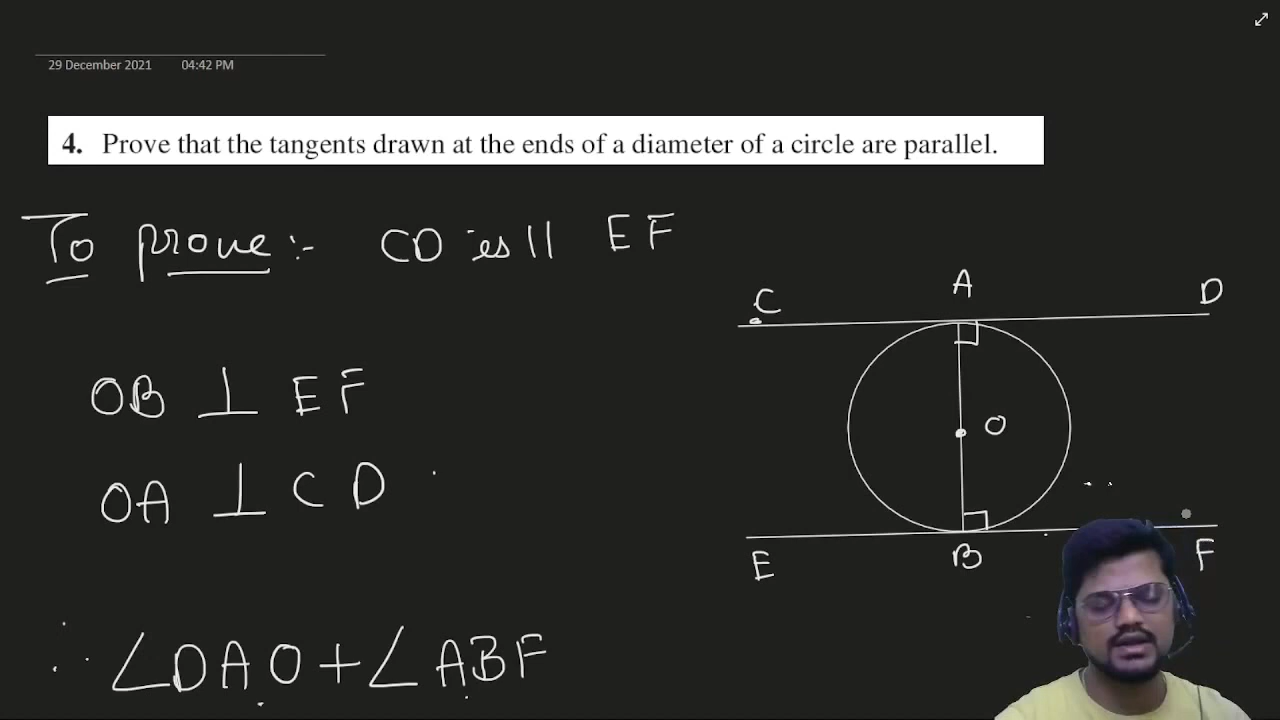 29 December 2021 04:42 PM
4. Prove that the tangents drawn at the ends of a diameter of a circle are parallel.
To prove :- CD is || EF
OB ⊥ EF
OA ⊥ CD
∴ ∠DAO + ∠ABF
C A D
O
E B F